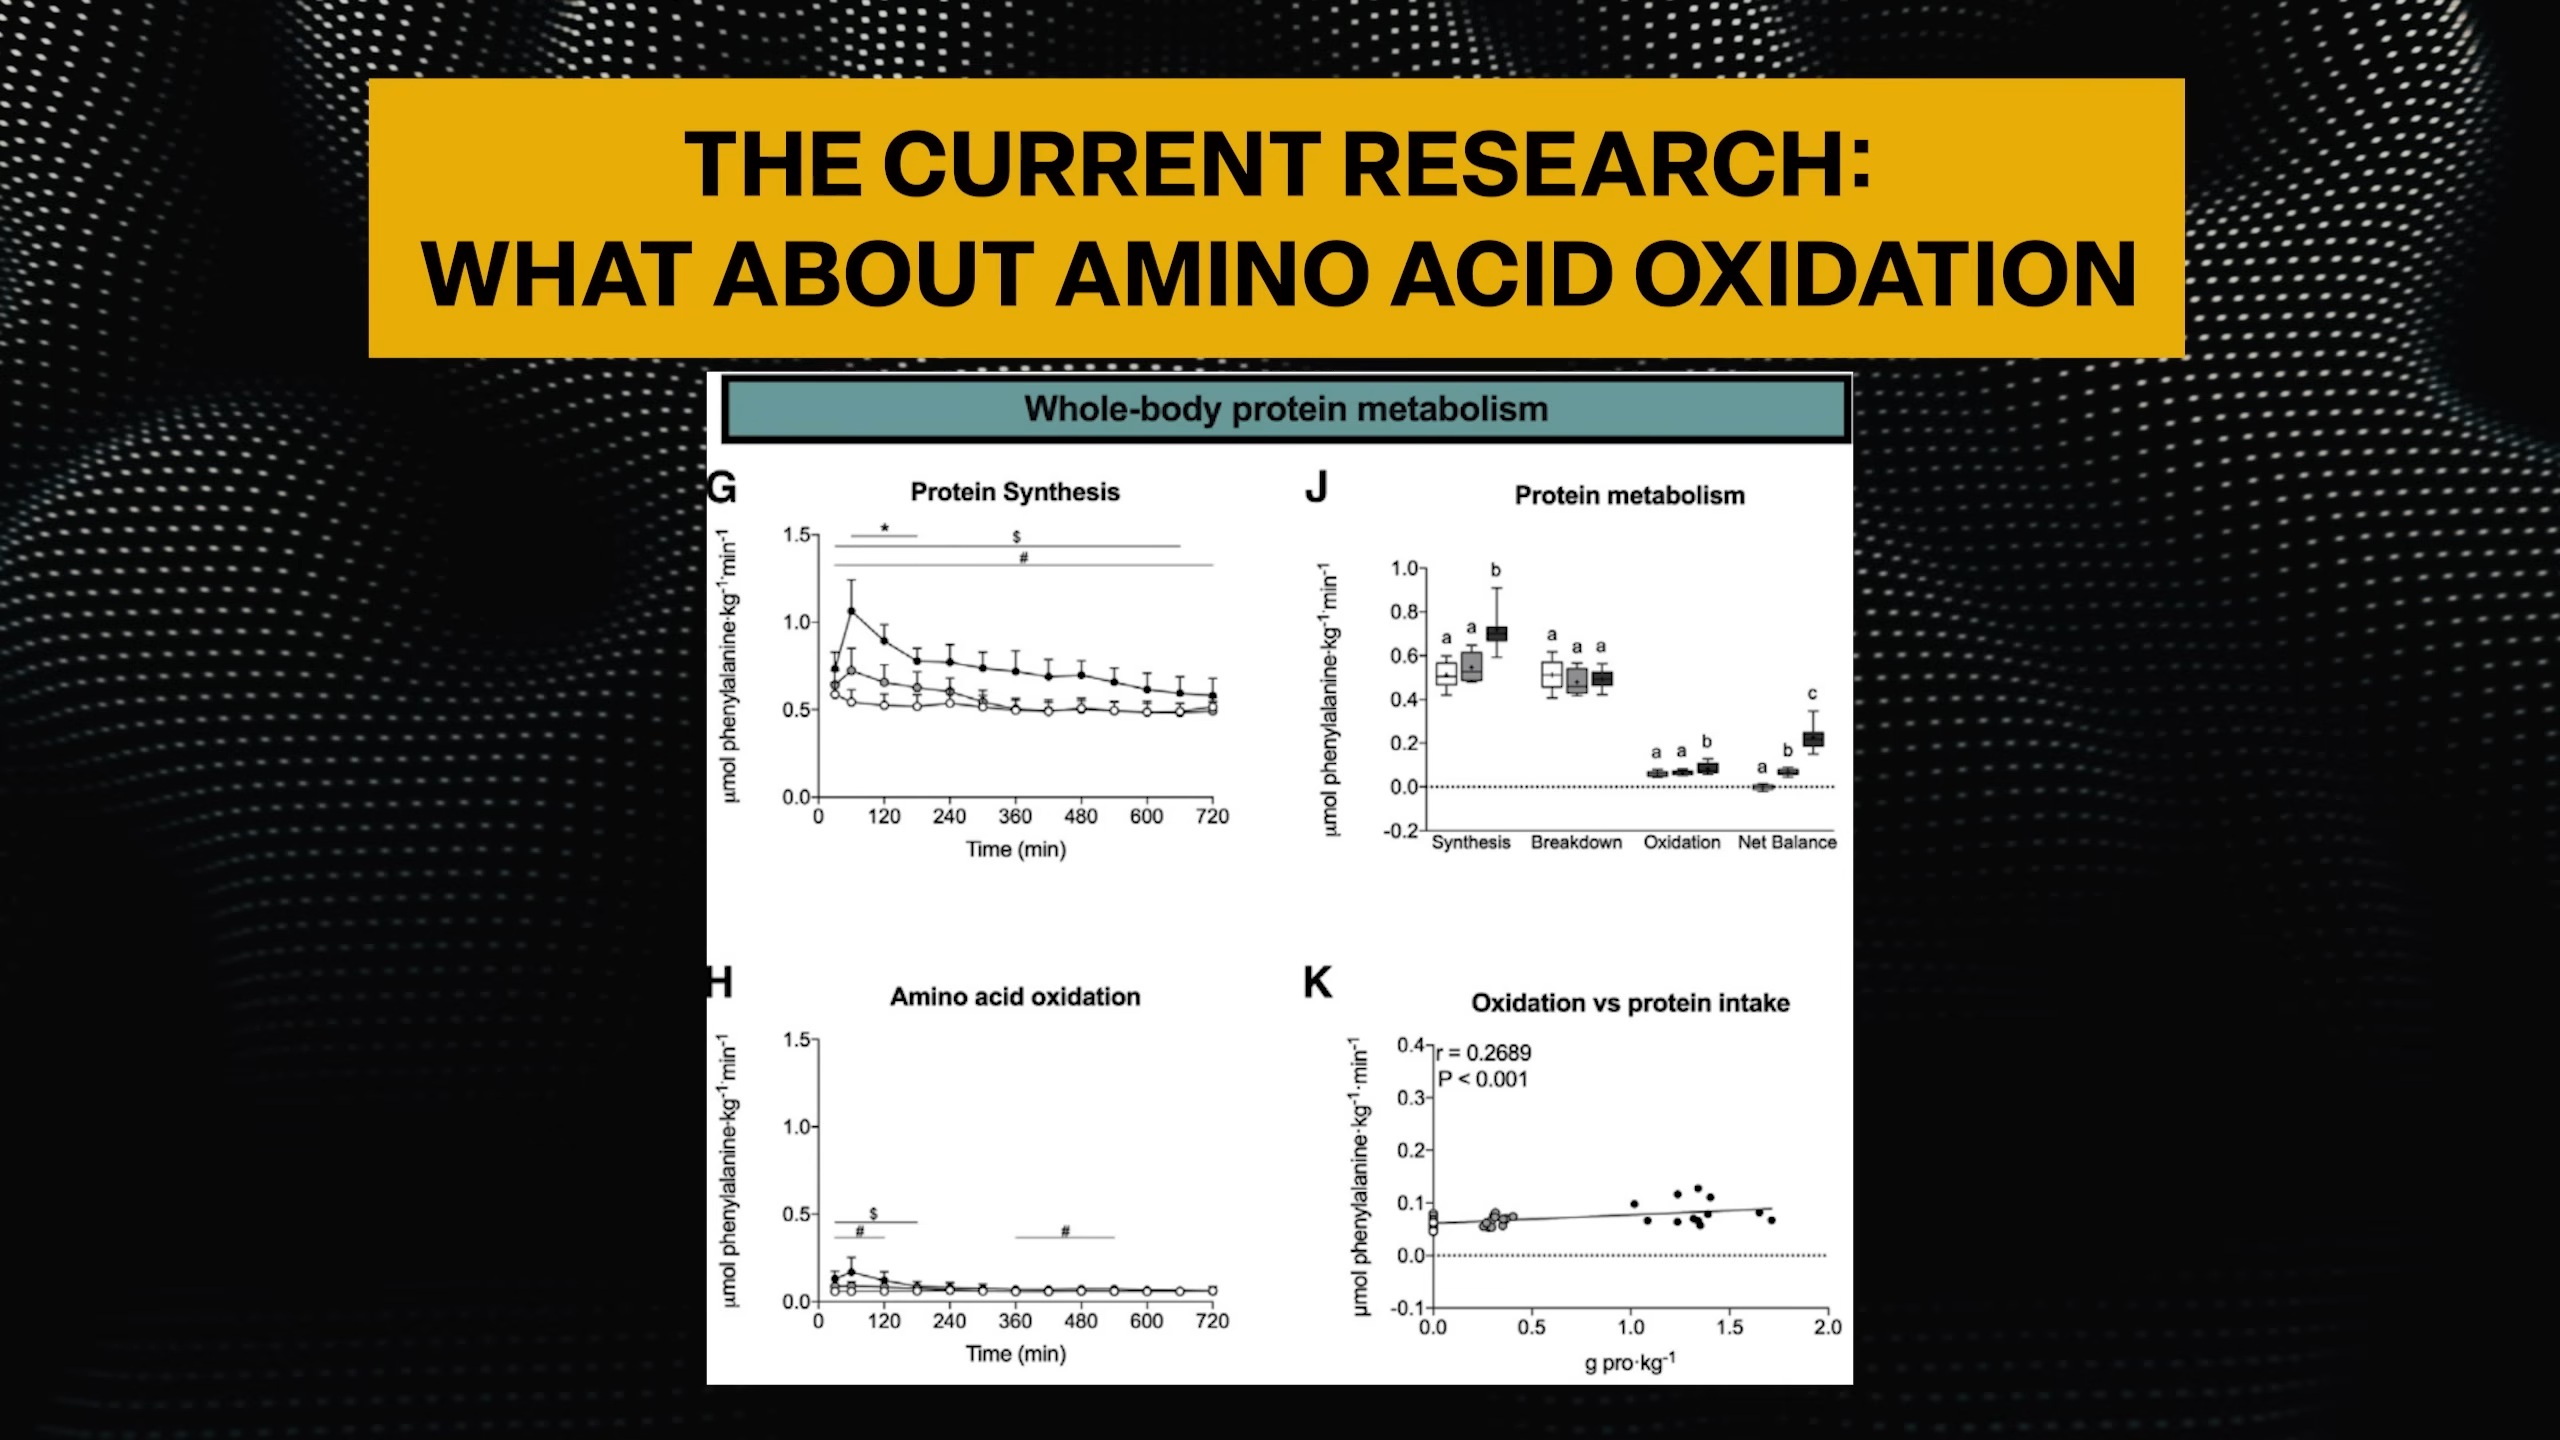 THE CURRENT RESEARCH:
WHAT ABOUT AMINO ACID OXIDATION
Whole-body protein metabolism
G
Protein Synthesis
μmol phenylalanine·kg⁻¹·min⁻¹
1.5
1.0
0.5
0.0
*
$
#
0 120 240 360 480 600 720
Time (min)
J
Protein metabolism
μmol phenylalanine·kg⁻¹·min⁻¹
1.0
0.8
0.6
0.4
0.2
0.0
-0.2
a a b
a a a
a a b
a b c
Synthesis Breakdown Oxidation Net Balance
H
Amino acid oxidation
μmol phenylalanine·kg⁻¹·min⁻¹
1.5
1.0
0.5
0.0
$
# #
0 120 240 360 480 600 720
Time (min)
K
Oxidation vs protein intake
μmol phenylalanine·kg⁻¹·min⁻¹
0.4
0.3
0.2
0.1
0.0
-0.1
r = 0.2689
P < 0.001
0.0 0.5 1.0 1.5 2.0
g pro·kg⁻¹